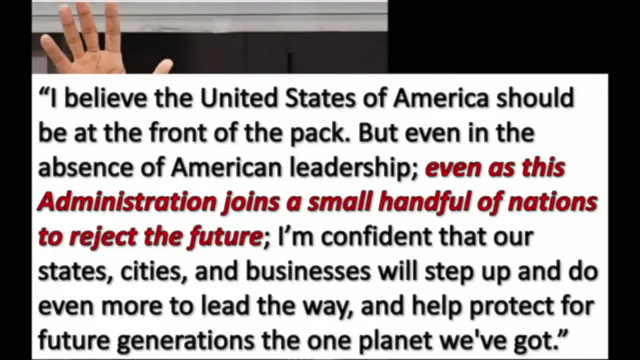 “I believe the United States of America should
be at the front of the pack. But even in the
absence of American leadership; even as this
Administration joins a small handful of nations
to reject the future; I’m confident that our
states, cities, and businesses will step up and do
even more to lead the way, and help protect for
future generations the one planet we've got.”